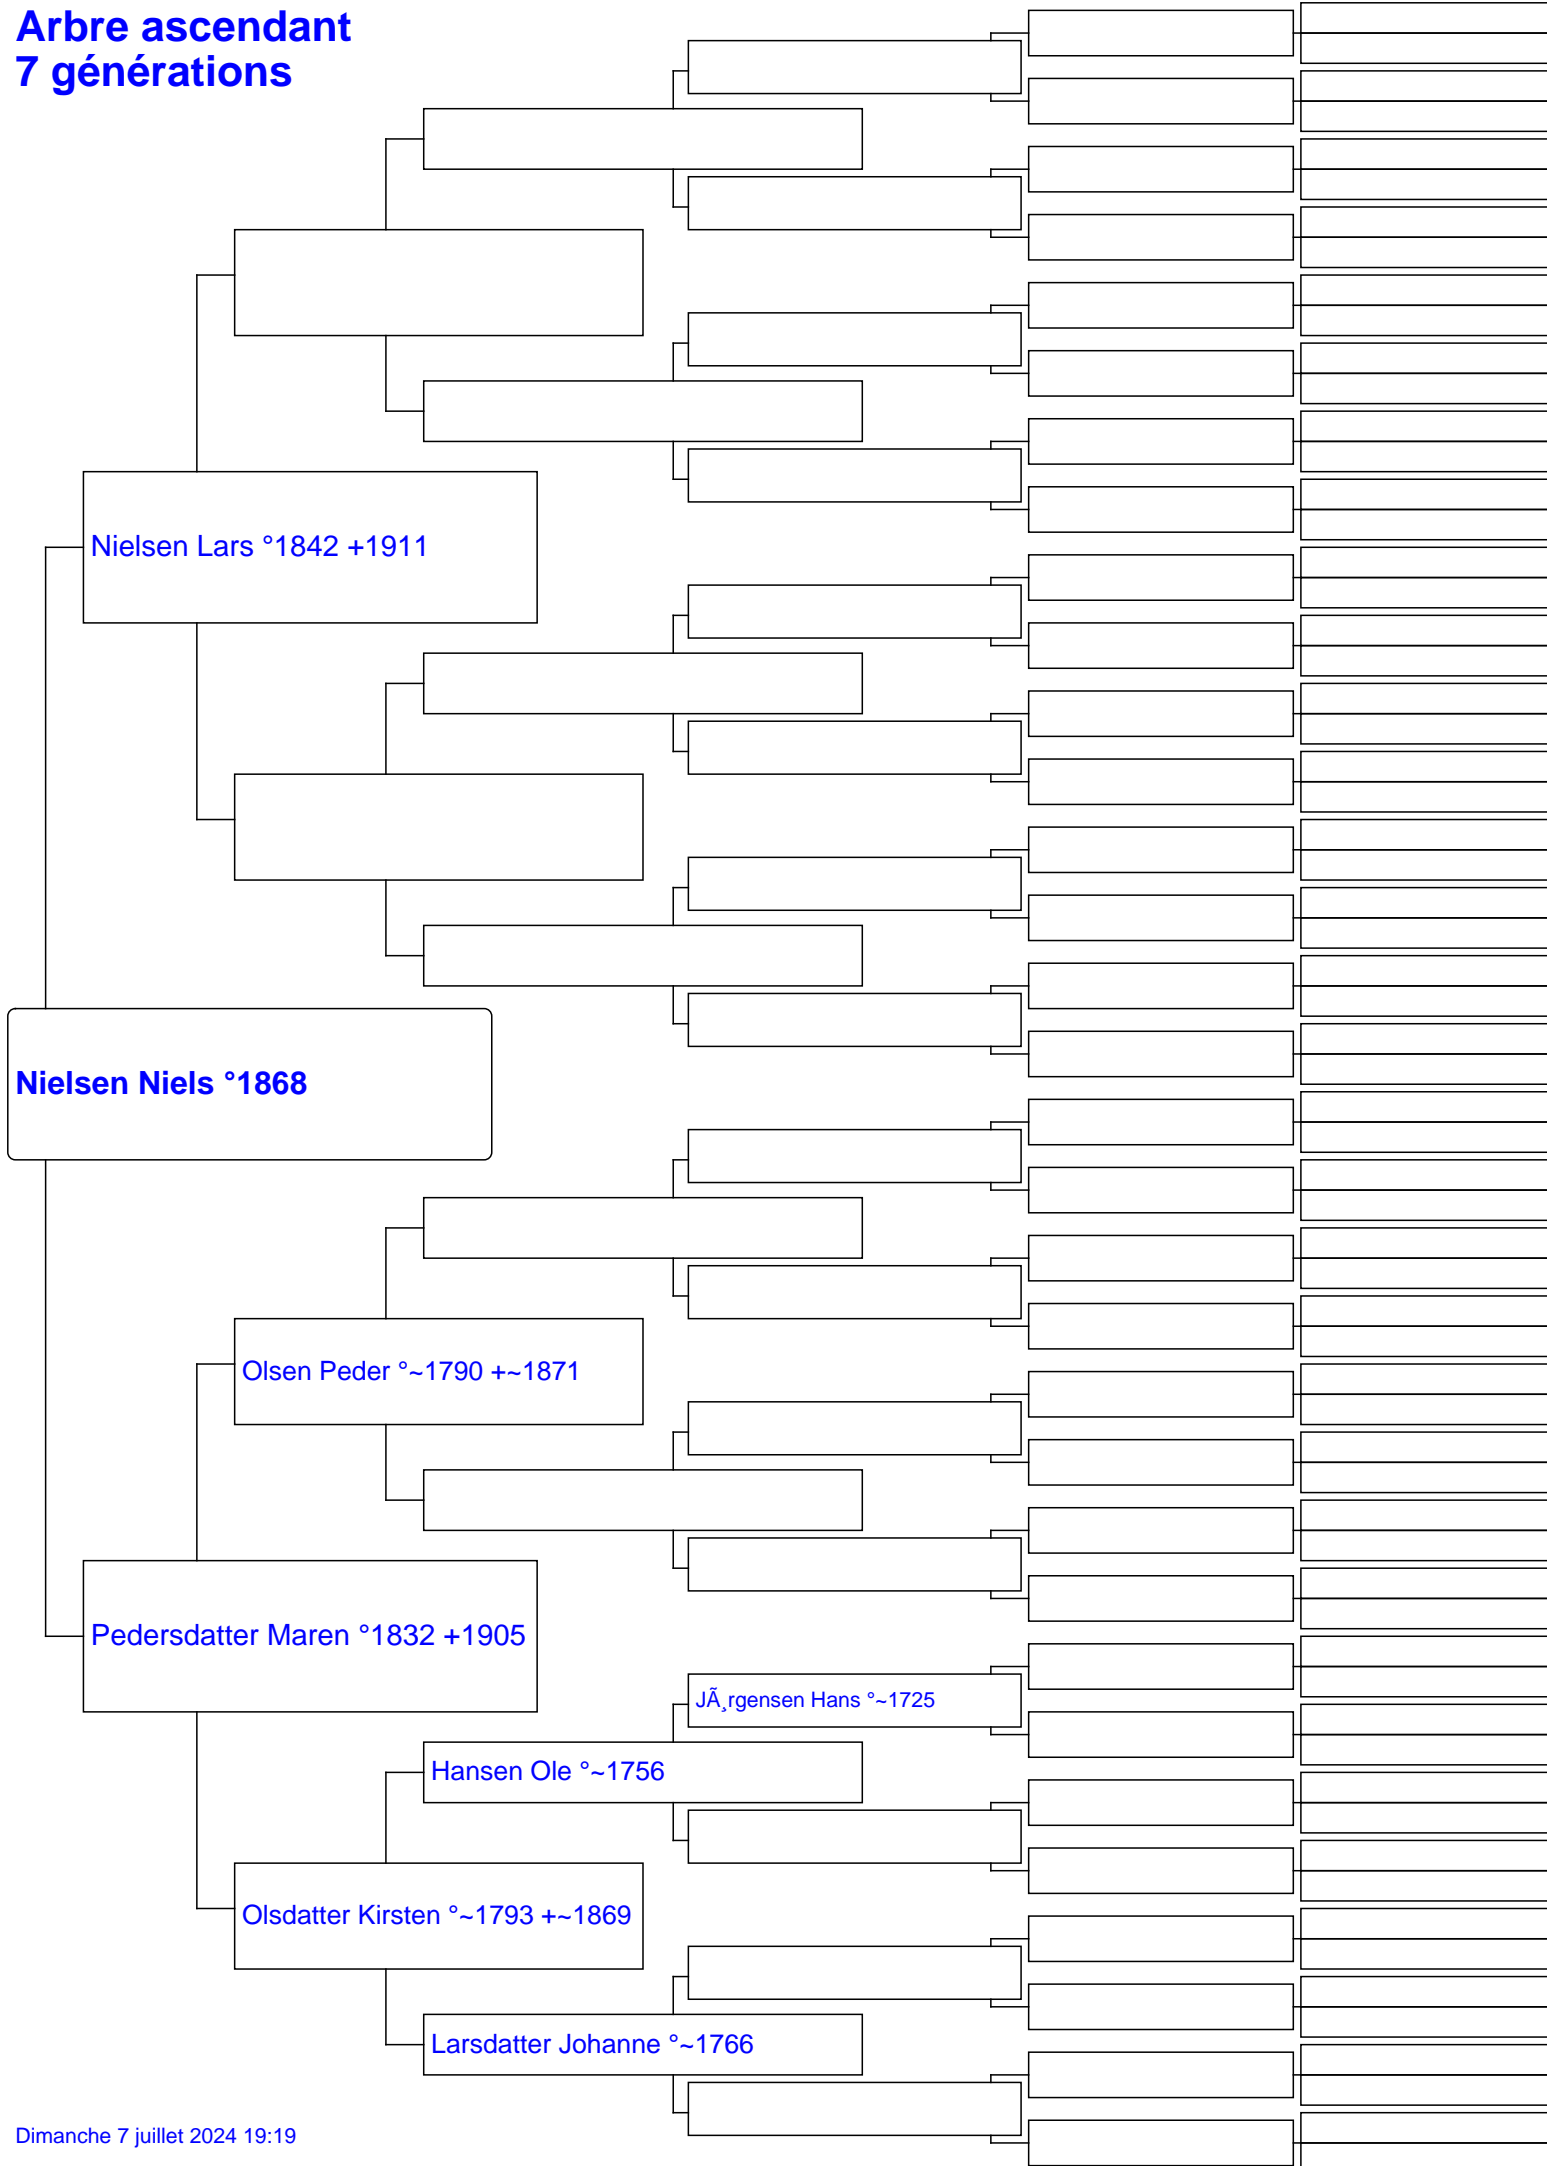 Arbre ascendant
7 générations
Nielsen Lars °1842 +1911
Nielsen Niels °1868
Olsen Peder °~1790 +~1871
Pedersdatter Maren °1832 +1905
JÃ¸rgensen Hans °~1725
Hansen Ole °~1756
Olsdatter Kirsten °~1793 +~1869
Larsdatter Johanne °~1766
Dimanche 7 juillet 2024 19:19